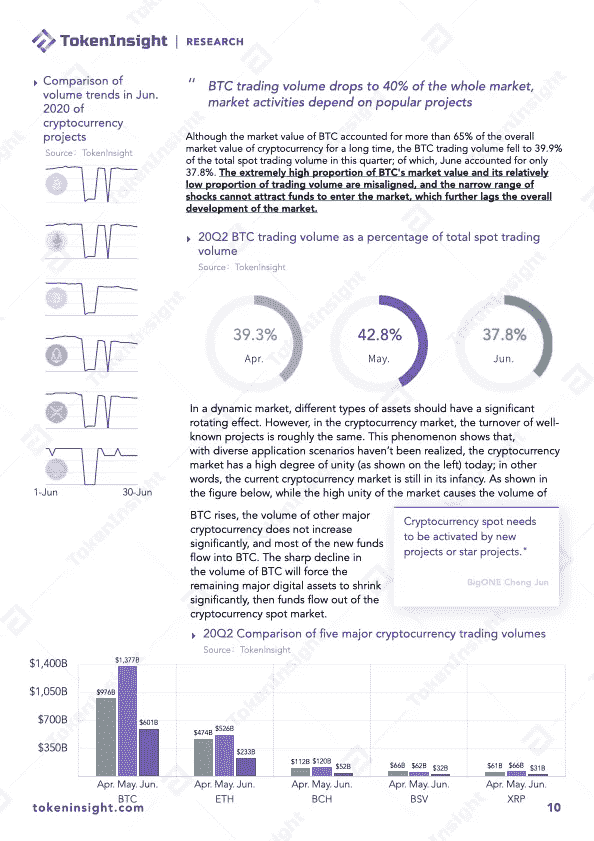 TokenInsight | RESEARCH
Comparison of
volume trends in Jun.
2020 of
cryptocurrency
projects
Source: TokenInsight
1-Jun 30-Jun
“ BTC trading volume drops to 40% of the whole market,
market activities depend on popular projects
Although the market value of BTC accounted for more than 65% of the overall
market value of cryptocurrency for a long time, the BTC trading volume fell to 39.9%
of the total spot trading volume in this quarter; of which, June accounted for only
37.8%. The extremely high proportion of BTC's market value and its relatively
low proportion of trading volume are misaligned, and the narrow range of
shocks cannot attract funds to enter the market, which further lags the overall
development of the market.
20Q2 BTC trading volume as a percentage of total spot trading
volume
Source: TokenInsight
39.3% 42.8% 37.8%
Apr. May. Jun.
In a dynamic market, different types of assets should have a significant
rotating effect. However, in the cryptocurrency market, the turnover of well-
known projects is roughly the same. This phenomenon shows that,
with diverse application scenarios haven't been realized, the cryptocurrency
market has a high degree of unity (as shown on the left) today; in other
words, the current cryptocurrency market is still in its infancy. As shown in
the figure below, while the high unity of the market causes the volume of
BTC rises, the volume of other major
cryptocurrency does not increase
significantly, and most of the new funds
flow into BTC. The sharp decline in
the volume of BTC will force the
remaining major digital assets to shrink
significantly, then funds flow out of the
cryptocurrency spot market.
Cryptocurrency spot needs
to be activated by new
projects or star projects."
BigONE Chang Jun
20Q2 Comparison of five major cryptocurrency trading volumes
Source: TokenInsight
$1,400B
$1,050B
$700B
$350B
$976B $1,377B $601B
$474B $526B $233B
$112B $120B $52B
$66B $62B $32B
$61B $66B $31B
Apr. May. Jun. Apr. May. Jun. Apr. May. Jun. Apr. May. Jun. Apr. May. Jun.
BTC ETH BCH BSV XRP
tokeninsight.com 10